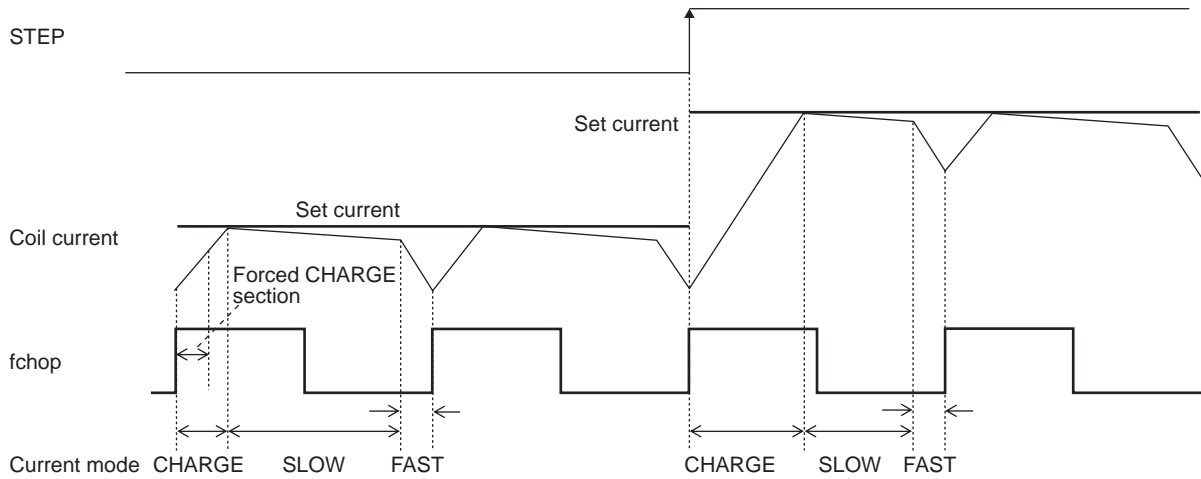 STEP
Set current
Set current
Coil current
Forced CHARGE
section
fchop
Current mode CHARGE SLOW FAST CHARGE SLOW FAST